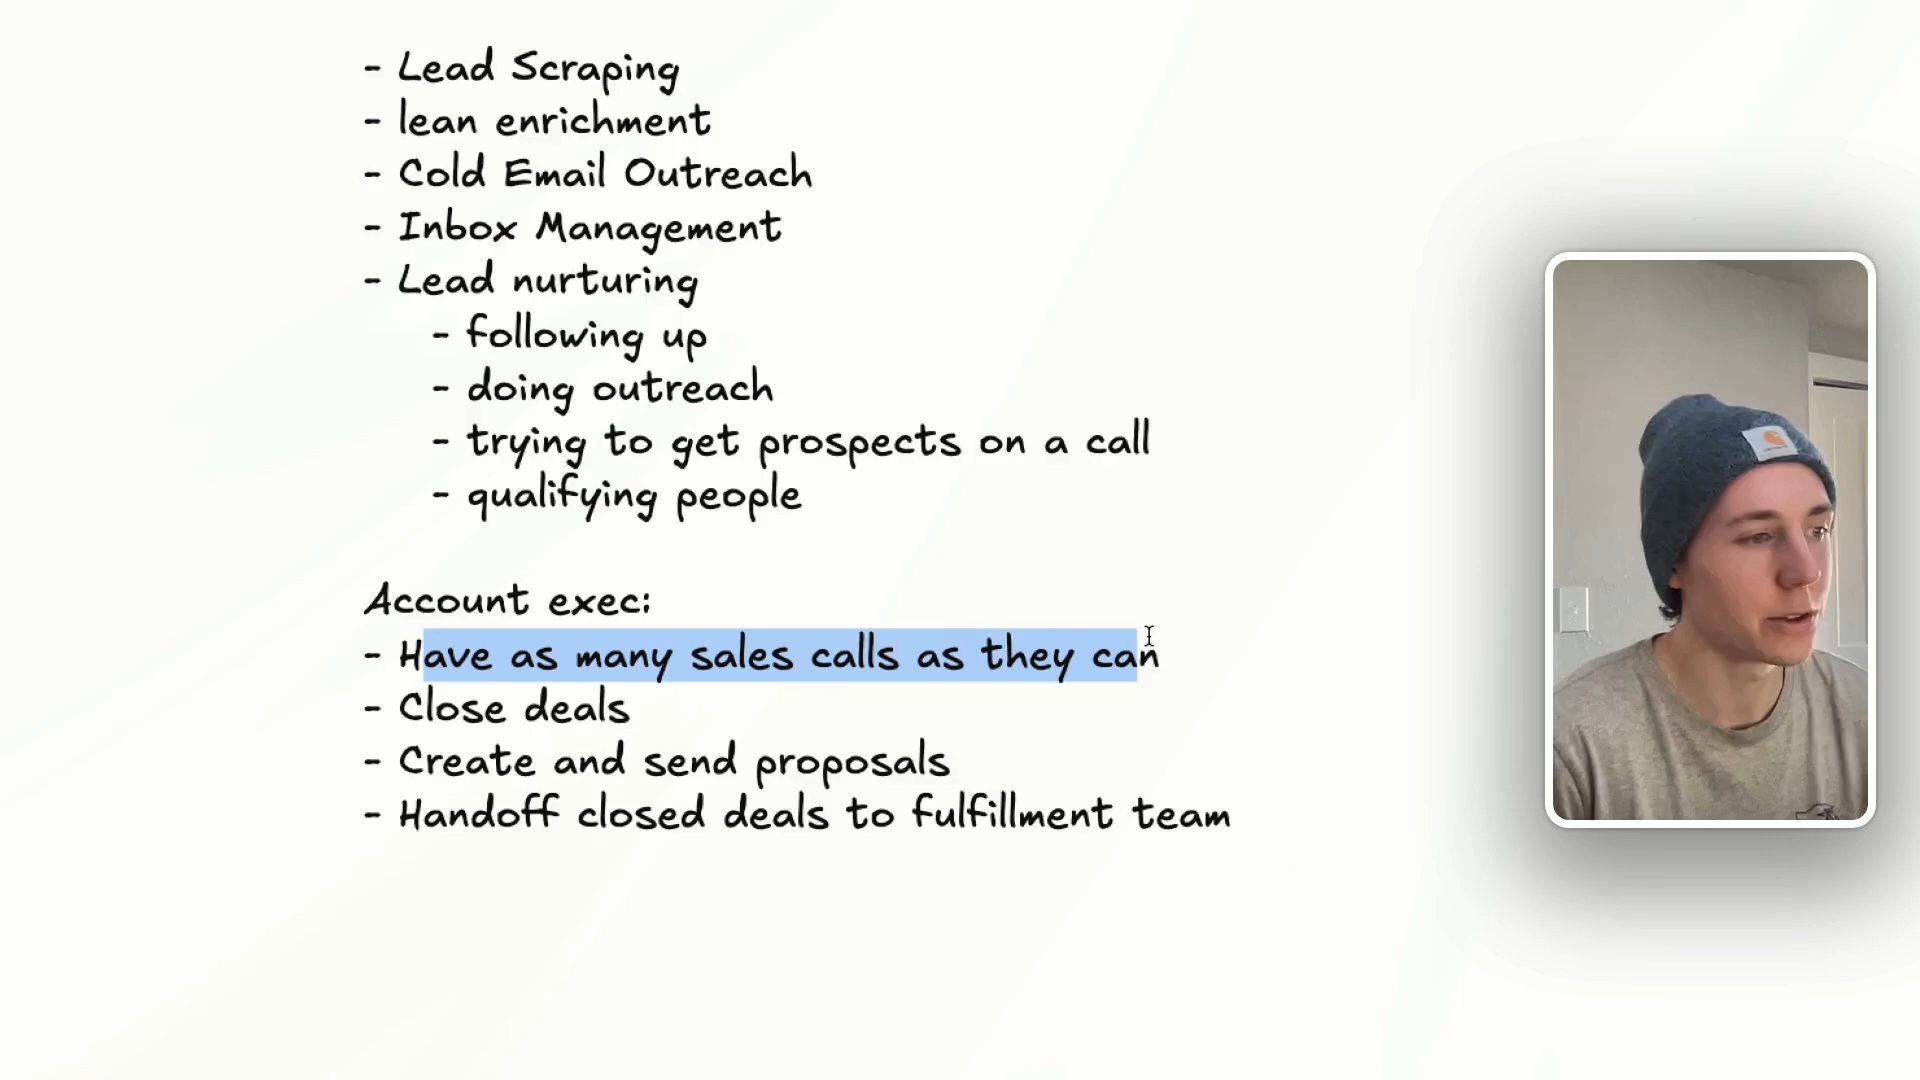 - Lead Scraping
- lean enrichment
- Cold Email Outreach
- Inbox Management
- Lead nurturing
- following up
- doing outreach
- trying to get prospects on a call
- qualifying people
Account exec:
- Have as many sales calls as they can
- Close deals
- Create and send proposals
- Handoff closed deals to fulfillment team